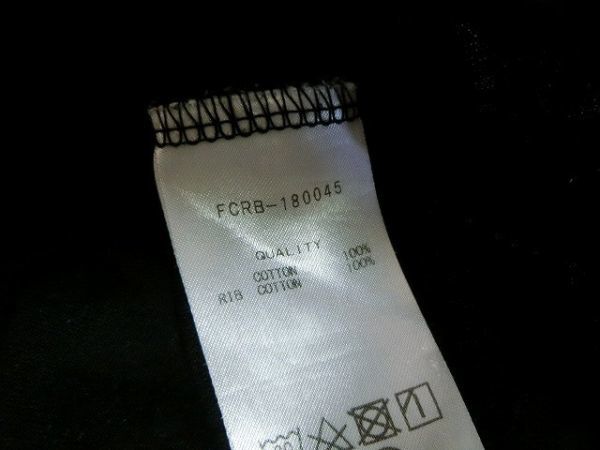 FCRB-180045
QUALITY
COTTON 100%
RIB COTTON 100%